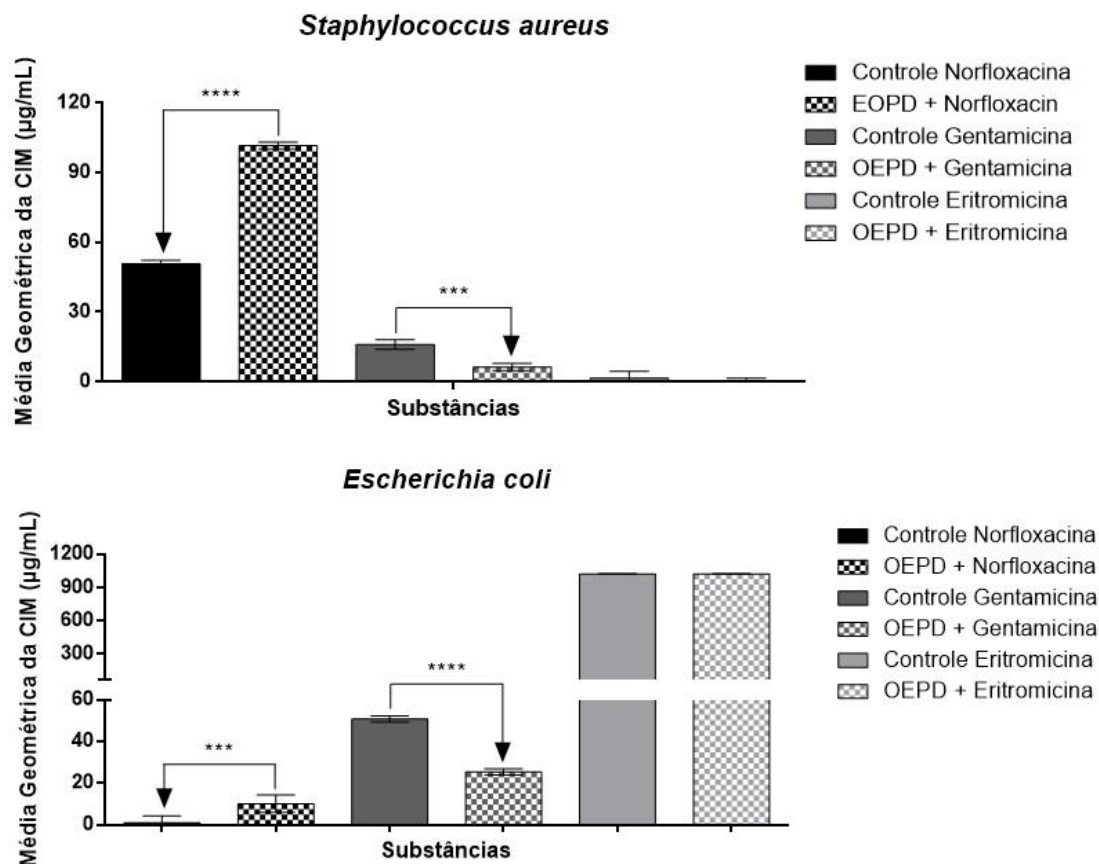 Staphylococcus aureus
Média Geométrica da CIM (µg/mL)
120
90
60
30
0
****
***
Substâncias
Controle Norfloxacina
EOPD + Norfloxacin
Controle Gentamicina
OEPD + Gentamicina
Controle Eritromicina
OEPD + Eritromicina
Escherichia coli
Média Geométrica da CIM (µg/mL)
1200
900
600
300
60
40
20
0
***
****
Substâncias
Controle Norfloxacina
OEPD + Norfloxacina
Controle Gentamicina
OEPD + Gentamicina
Controle Eritromicina
OEPD + Eritromicina